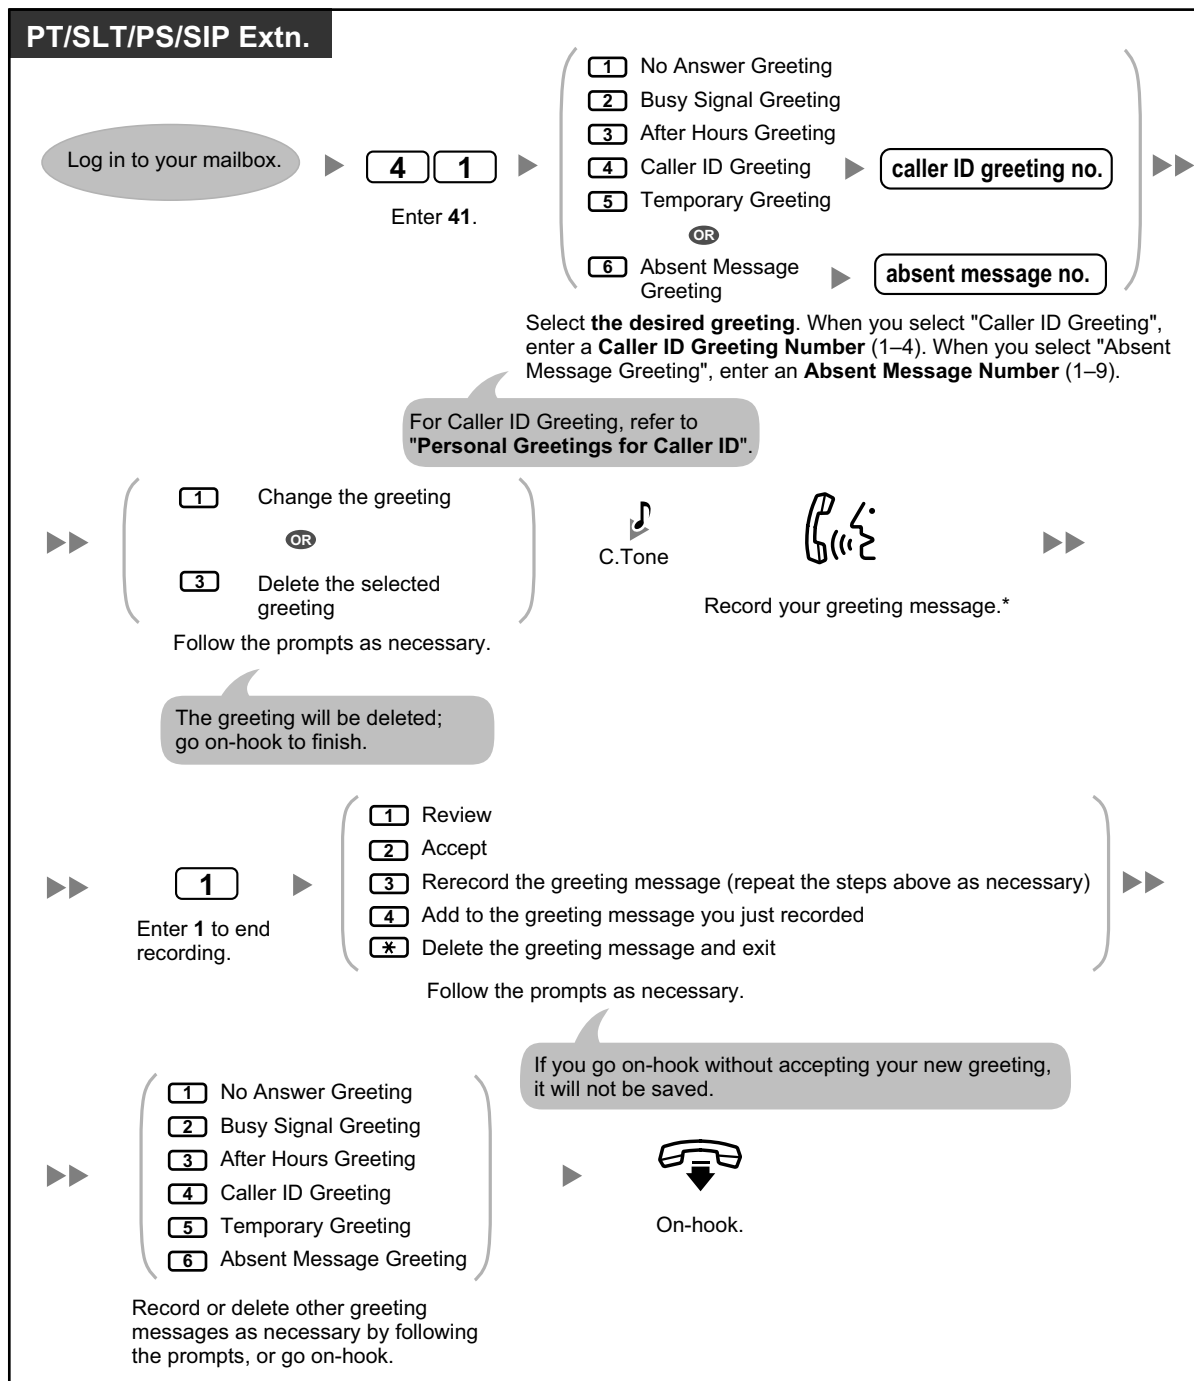 PT/SLT/PS/SIP Extn.
Log in to your mailbox.
4 1
Enter 41.
1 No Answer Greeting
2 Busy Signal Greeting
3 After Hours Greeting
4 Caller ID Greeting
caller ID greeting no.
5 Temporary Greeting
OR
6 Absent Message
Greeting
absent message no.
Select the desired greeting. When you select "Caller ID Greeting",
enter a Caller ID Greeting Number (1–4). When you select "Absent
Message Greeting", enter an Absent Message Number (1–9).
For Caller ID Greeting, refer to
"Personal Greetings for Caller ID".
1 Change the greeting
OR
3 Delete the selected
greeting
Follow the prompts as necessary.
C.Tone
Record your greeting message.*
The greeting will be deleted;
go on-hook to finish.
1
Enter 1 to end
recording.
1 Review
2 Accept
3 Rerecord the greeting message (repeat the steps above as necessary)
4 Add to the greeting message you just recorded
* Delete the greeting message and exit
Follow the prompts as necessary.
If you go on-hook without accepting your new greeting,
it will not be saved.
1 No Answer Greeting
2 Busy Signal Greeting
3 After Hours Greeting
4 Caller ID Greeting
5 Temporary Greeting
6 Absent Message Greeting
Record or delete other greeting
messages as necessary by following
the prompts, or go on-hook.
On-hook.